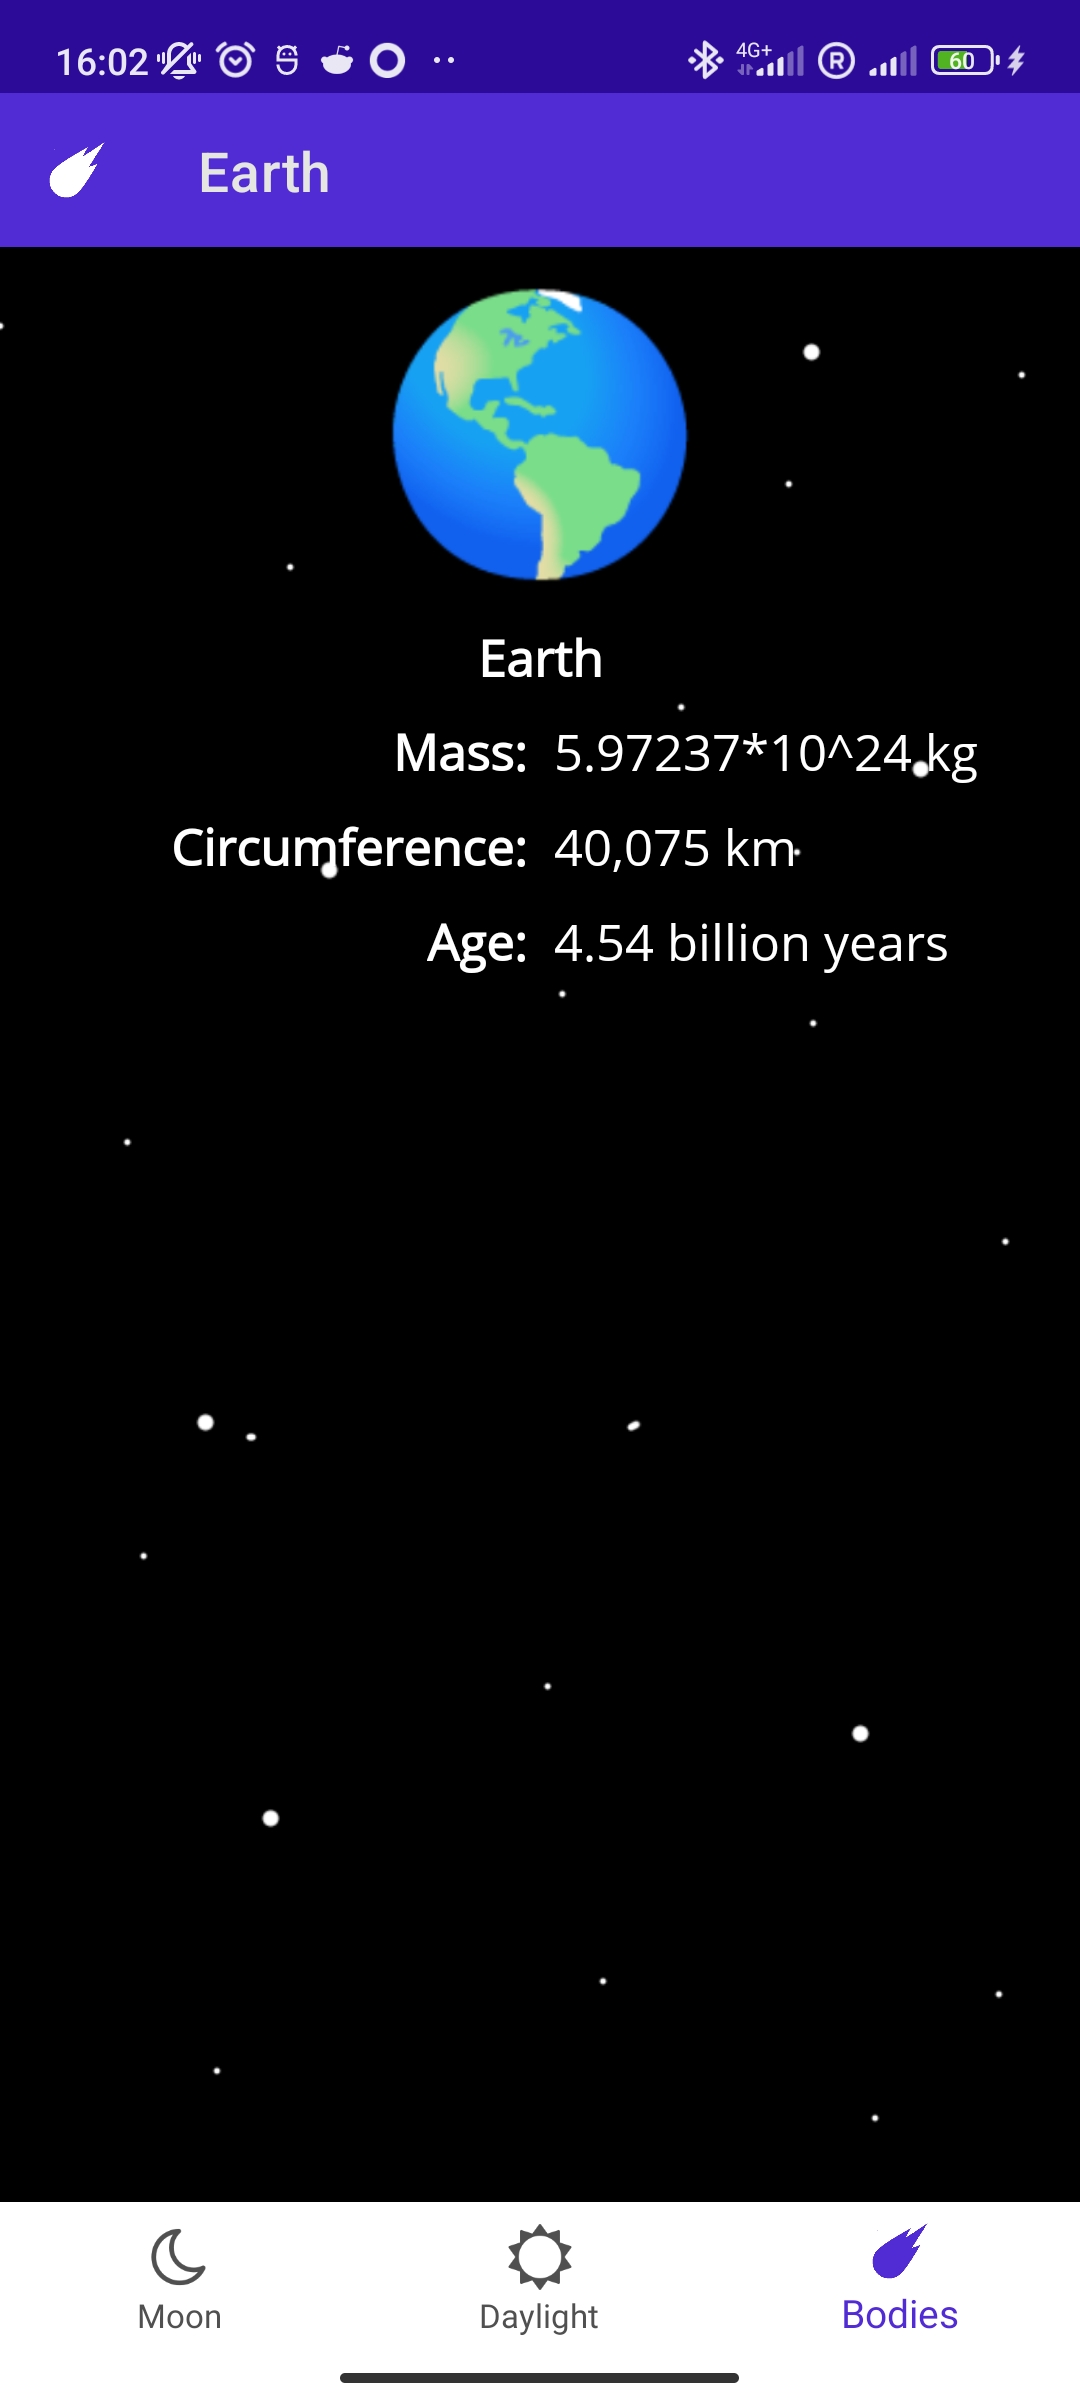 16:02 4G+ R 60
Earth
Earth
Mass: 5.97237*10^24 kg
Circumference: 40,075 km
Age: 4.54 billion years
Moon Daylight Bodies